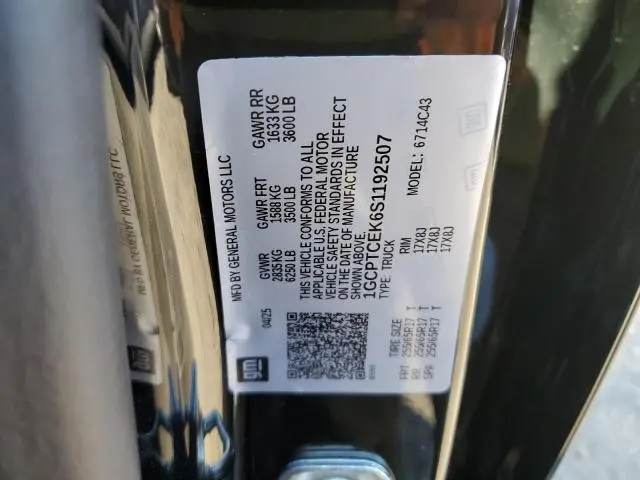 MFD BY GENERAL MOTORS LLC
04/25
GVWR GAWR FRT GAWR RR
2835KG 1588 KG 1633 KG
6250 LB 3500 LB 3600 LB
THIS VEHICLE CONFORMS TO ALL
APPLICABLE U.S. FEDERAL MOTOR
VEHICLE SAFETY STANDARDS IN EFFECT
ON THE DATE OF MANUFACTURE
SHOWN ABOVE.
1GCPTCEK6S1192507
TYPE: TRUCK MODEL: 6714C43
TIRE SIZE RIM
FRT 255/65R17 T 17X8J
RR 255/65R17 T 17X8J
SPR 255/65R17 T 17X8J
gm